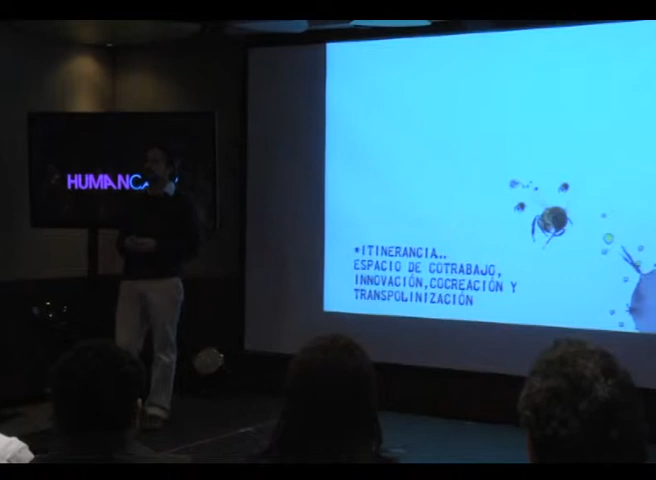 HUMANC
*ITINERANCIA..
ESPACIO DE COTRABAJO,
INNOVACIÓN,COCREACIÓN Y
TRANSPOLINIZACIÓN